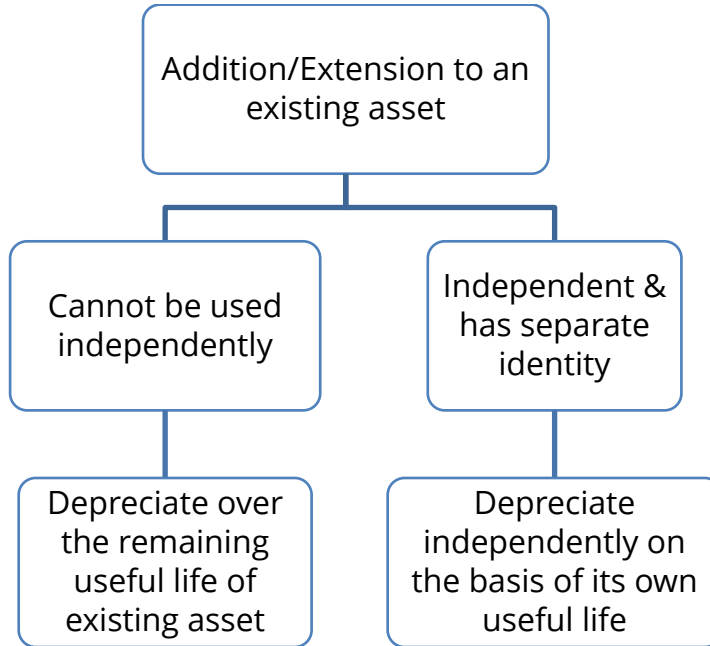 Addition/Extension to an
existing asset
Cannot be used
independently
Independent &
has separate
identity
Depreciate over
the remaining
useful life of
existing asset
Depreciate
independently on
the basis of its own
useful life